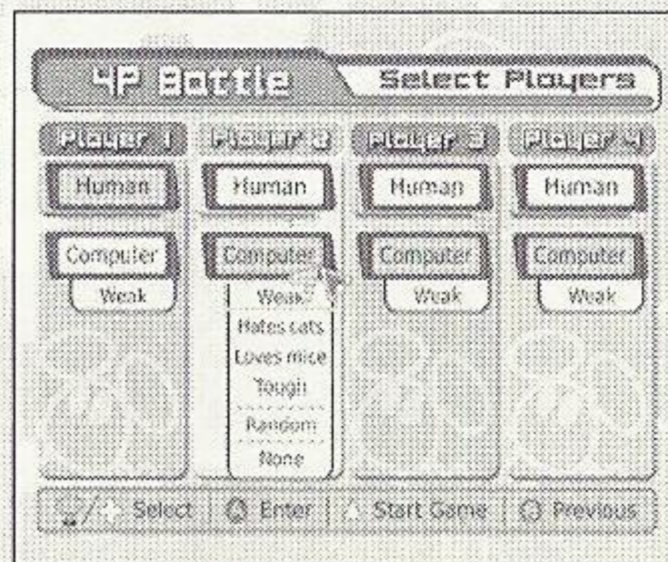 4P Battle Select Players
Player 1 Player 2 Player 3 Player 4
Human Human Human Human
Computer Computer Computer Computer
Weak Weak Weak Weak
Hates cats
Loves mice
Tough
Random
None
/ Select Enter Start Game Previous